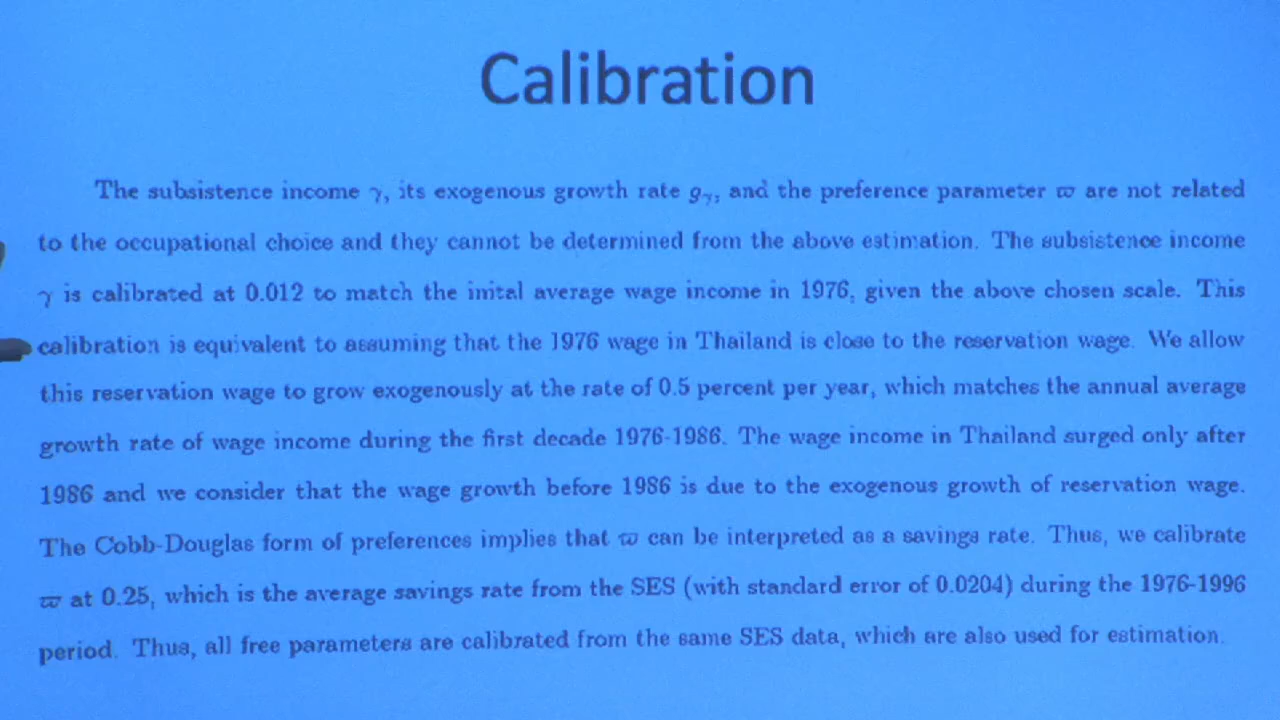 Calibration
The subsistence income γ, its exogenous growth rate gγ, and the preference parameter ϖ are not related
to the occupational choice and they cannot be determined from the above estimation. The subsistence income
γ is calibrated at 0.012 to match the inital average wage income in 1976, given the above chosen scale. This
calibration is equivalent to assuming that the 1976 wage in Thailand is close to the reservation wage. We allow
this reservation wage to grow exogenously at the rate of 0.5 percent per year, which matches the annual average
growth rate of wage income during the first decade 1976-1986. The wage income in Thailand surged only after
1986 and we consider that the wage growth before 1986 is due to the exogenous growth of reservation wage.
The Cobb-Douglas form of preferences implies that ϖ can be interpreted as a savings rate. Thus, we calibrate
ϖ at 0.25, which is the average savings rate from the SES (with standard error of 0.0204) during the 1976-1996
period. Thus, all free parameters are calibrated from the same SES data, which are also used for estimation.